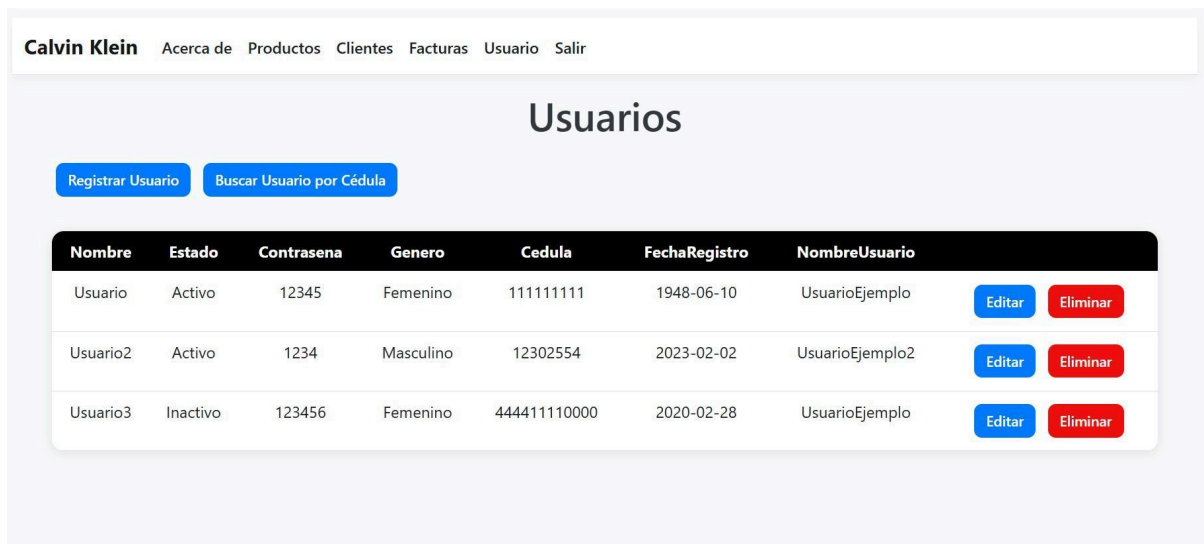 Calvin Klein Acerca de Productos Clientes Facturas Usuario Salir
Usuarios
Registrar Usuario Buscar Usuario por Cédula
Nombre Estado Contrasena Genero Cedula FechaRegistro NombreUsuario
Usuario Activo 12345 Femenino 111111111 1948-06-10 UsuarioEjemplo Editar Eliminar
Usuario2 Activo 1234 Masculino 12302554 2023-02-02 UsuarioEjemplo2 Editar Eliminar
Usuario3 Inactivo 123456 Femenino 444411110000 2020-02-28 UsuarioEjemplo Editar Eliminar